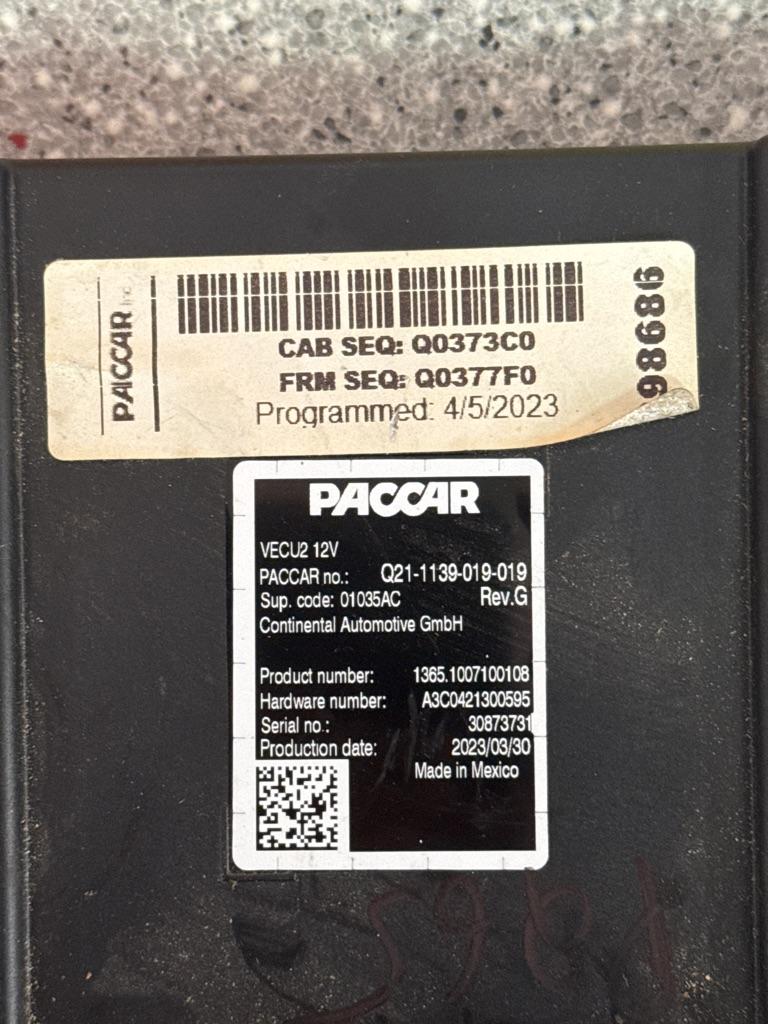 PACCAR Inc
CAB SEQ: Q0373C0
FRM SEQ: Q0377F0
Programmed: 4/5/2023
98686
PACCAR
VECU2 12V
PACCAR no.: Q21-1139-019-019
Sup. code: 01035AC Rev.G
Continental Automotive GmbH
Product number: 1365.1007100108
Hardware number: A3C0421300595
Serial no.: 30873731
Production date: 2023/03/30
Made in Mexico